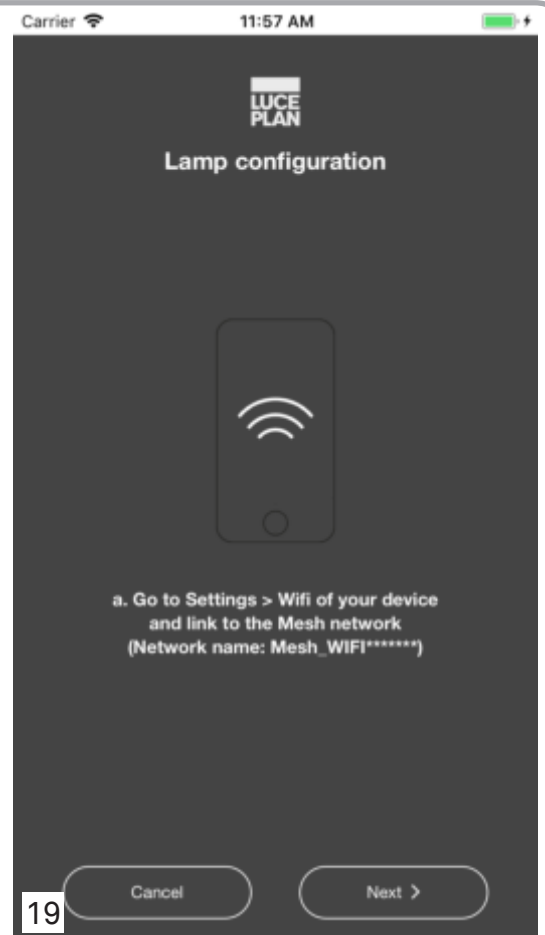 Carrier
11:57 AM
LUCE
PLAN
Lamp configuration
a. Go to Settings > Wifi of your device
and link to the Mesh network
(Network name: Mesh_WIFI*******)
Cancel
Next >
19